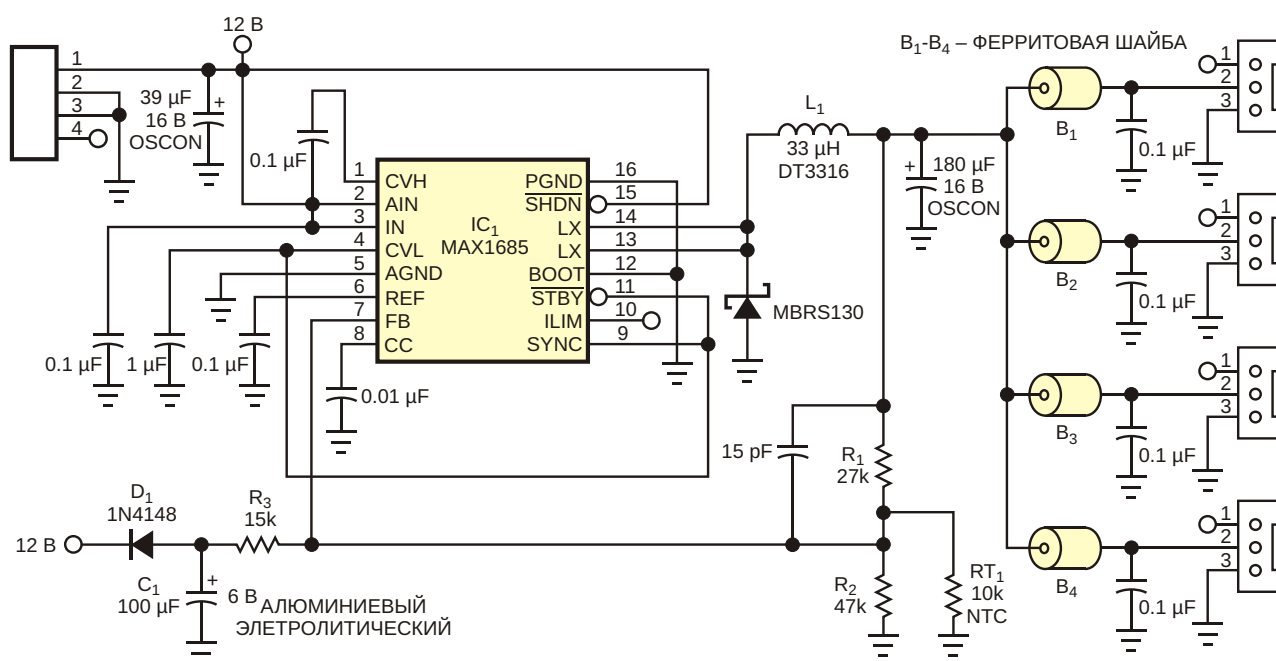 12 В
B1-B4 – ФЕРРИТОВАЯ ШАЙБА
1
2
3
4
39 µF
16 В
OSCON
+
0.1 µF
1
2
3
4
5
6
7
8
CVH
AIN
IN
CVL
AGND
REF
FB
CC
IC1
MAX1685
PGND
SHDN
LX
LX
BOOT
STBY
ILIM
SYNC
16
15
14
13
12
11
10
9
L1
33 µH
DT3316
+
180 µF
16 В
OSCON
MBRS130
0.1 µF
1 µF
0.1 µF
0.01 µF
15 pF
R1
27k
R2
47k
RT1
10k
NTC
12 В
D1
1N4148
R3
15k
C1
100 µF
+
6 В
АЛЮМИНИЕВЫЙ
ЭЛЕТРОЛИТИЧЕСКИЙ
B1
0.1 µF
1
2
3
B2
0.1 µF
1
2
3
B3
0.1 µF
1
2
3
B4
0.1 µF
1
2
3